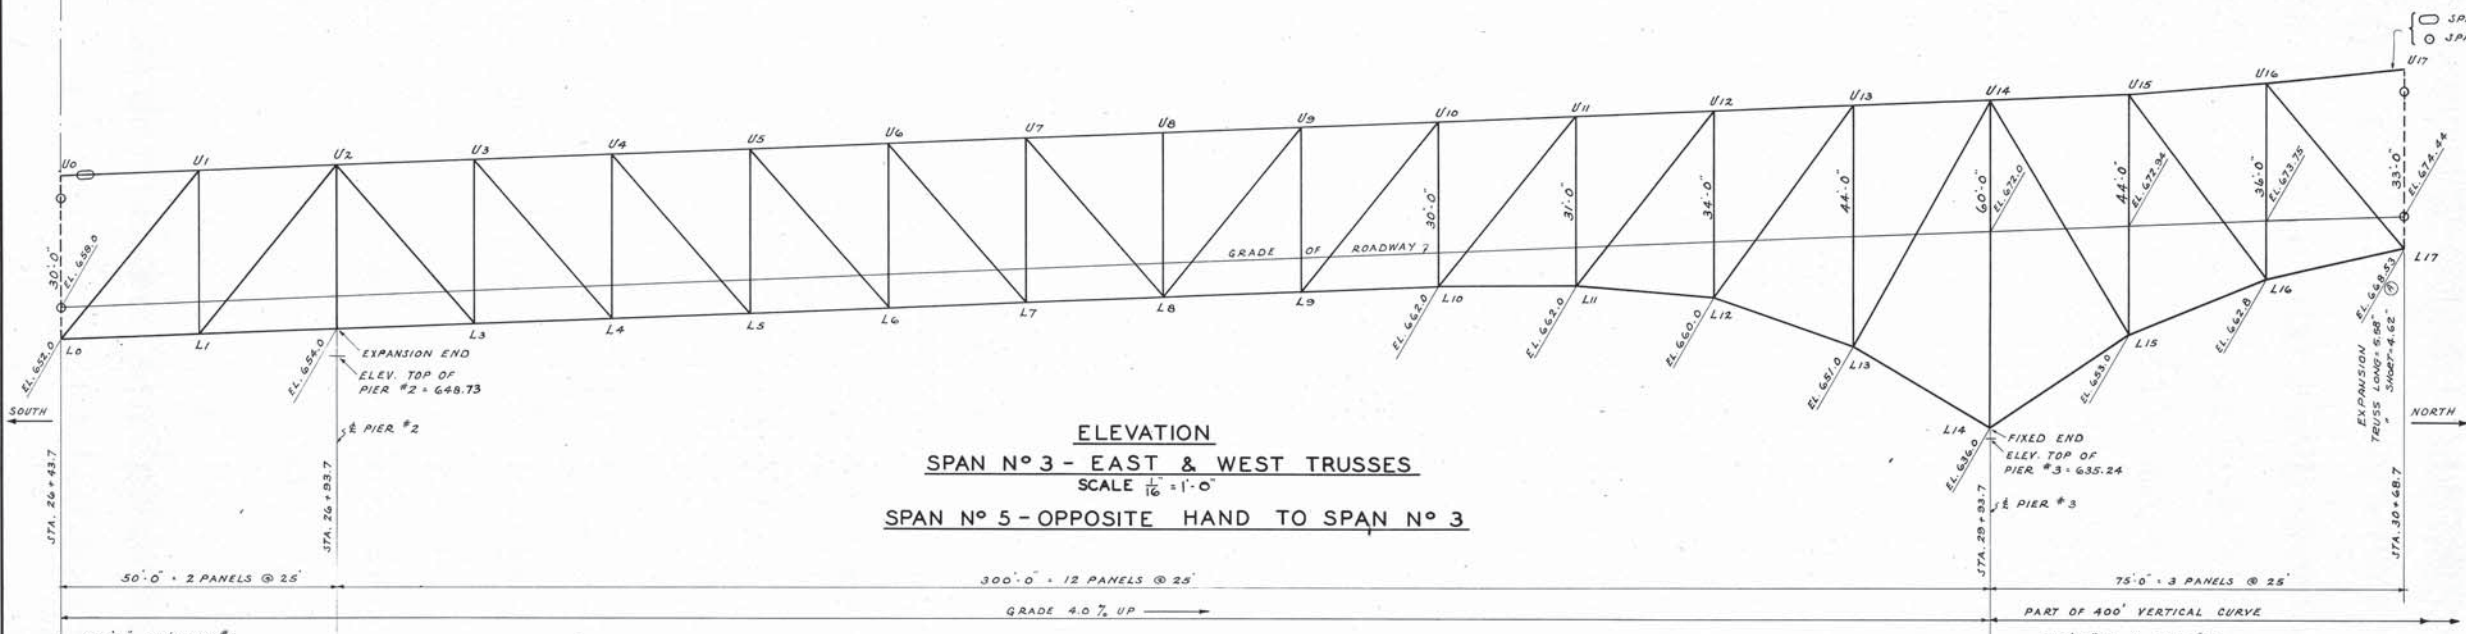 SP
SP
U0
U1
U2
U3
U4
U5
U6
U7
U8
U9
U10
U11
U12
U13
U14
U15
U16
U17
30'-0"
EL. 658.0
30'-0"
31'-0"
34'-0"
44'-0"
60'-0"
EL. 672.0
44'-0"
EL. 672.94
36'-0"
EL. 673.75
33'-0"
EL. 674.44
GRADE OF ROADWAY
L0
L1
L3
L4
L5
L6
L7
L8
L9
L10
L11
L12
L13
L14
L15
L16
L17
EL. 652.0
EL. 654.0
EL. 662.0
EL. 662.0
EL. 660.0
EL. 651.0
EL. 636.0
EL. 653.0
EL. 662.8
EL. 668.53
A
EXPANSION END
ELEV. TOP OF
PIER #2 = 648.73
℄ PIER #2
EXPANSION
TRUSS LONG = 5.58"
" SHORT = 4.62"
SOUTH
NORTH
FIXED END
ELEV. TOP OF
PIER #3 = 635.24
℄ PIER #3
STA. 26 + 43.7
STA. 26 + 93.7
STA. 29 + 93.7
STA. 30 + 68.7
ELEVATION
SPAN Nº 3 - EAST & WEST TRUSSES
SCALE 1/16" = 1'-0"
SPAN Nº 5 - OPPOSITE HAND TO SPAN Nº 3
50'-0" = 2 PANELS @ 25'
300'-0" = 12 PANELS @ 25'
75'-0" = 3 PANELS @ 25'
GRADE 4.0 % UP
PART OF 400' VERTICAL CURVE